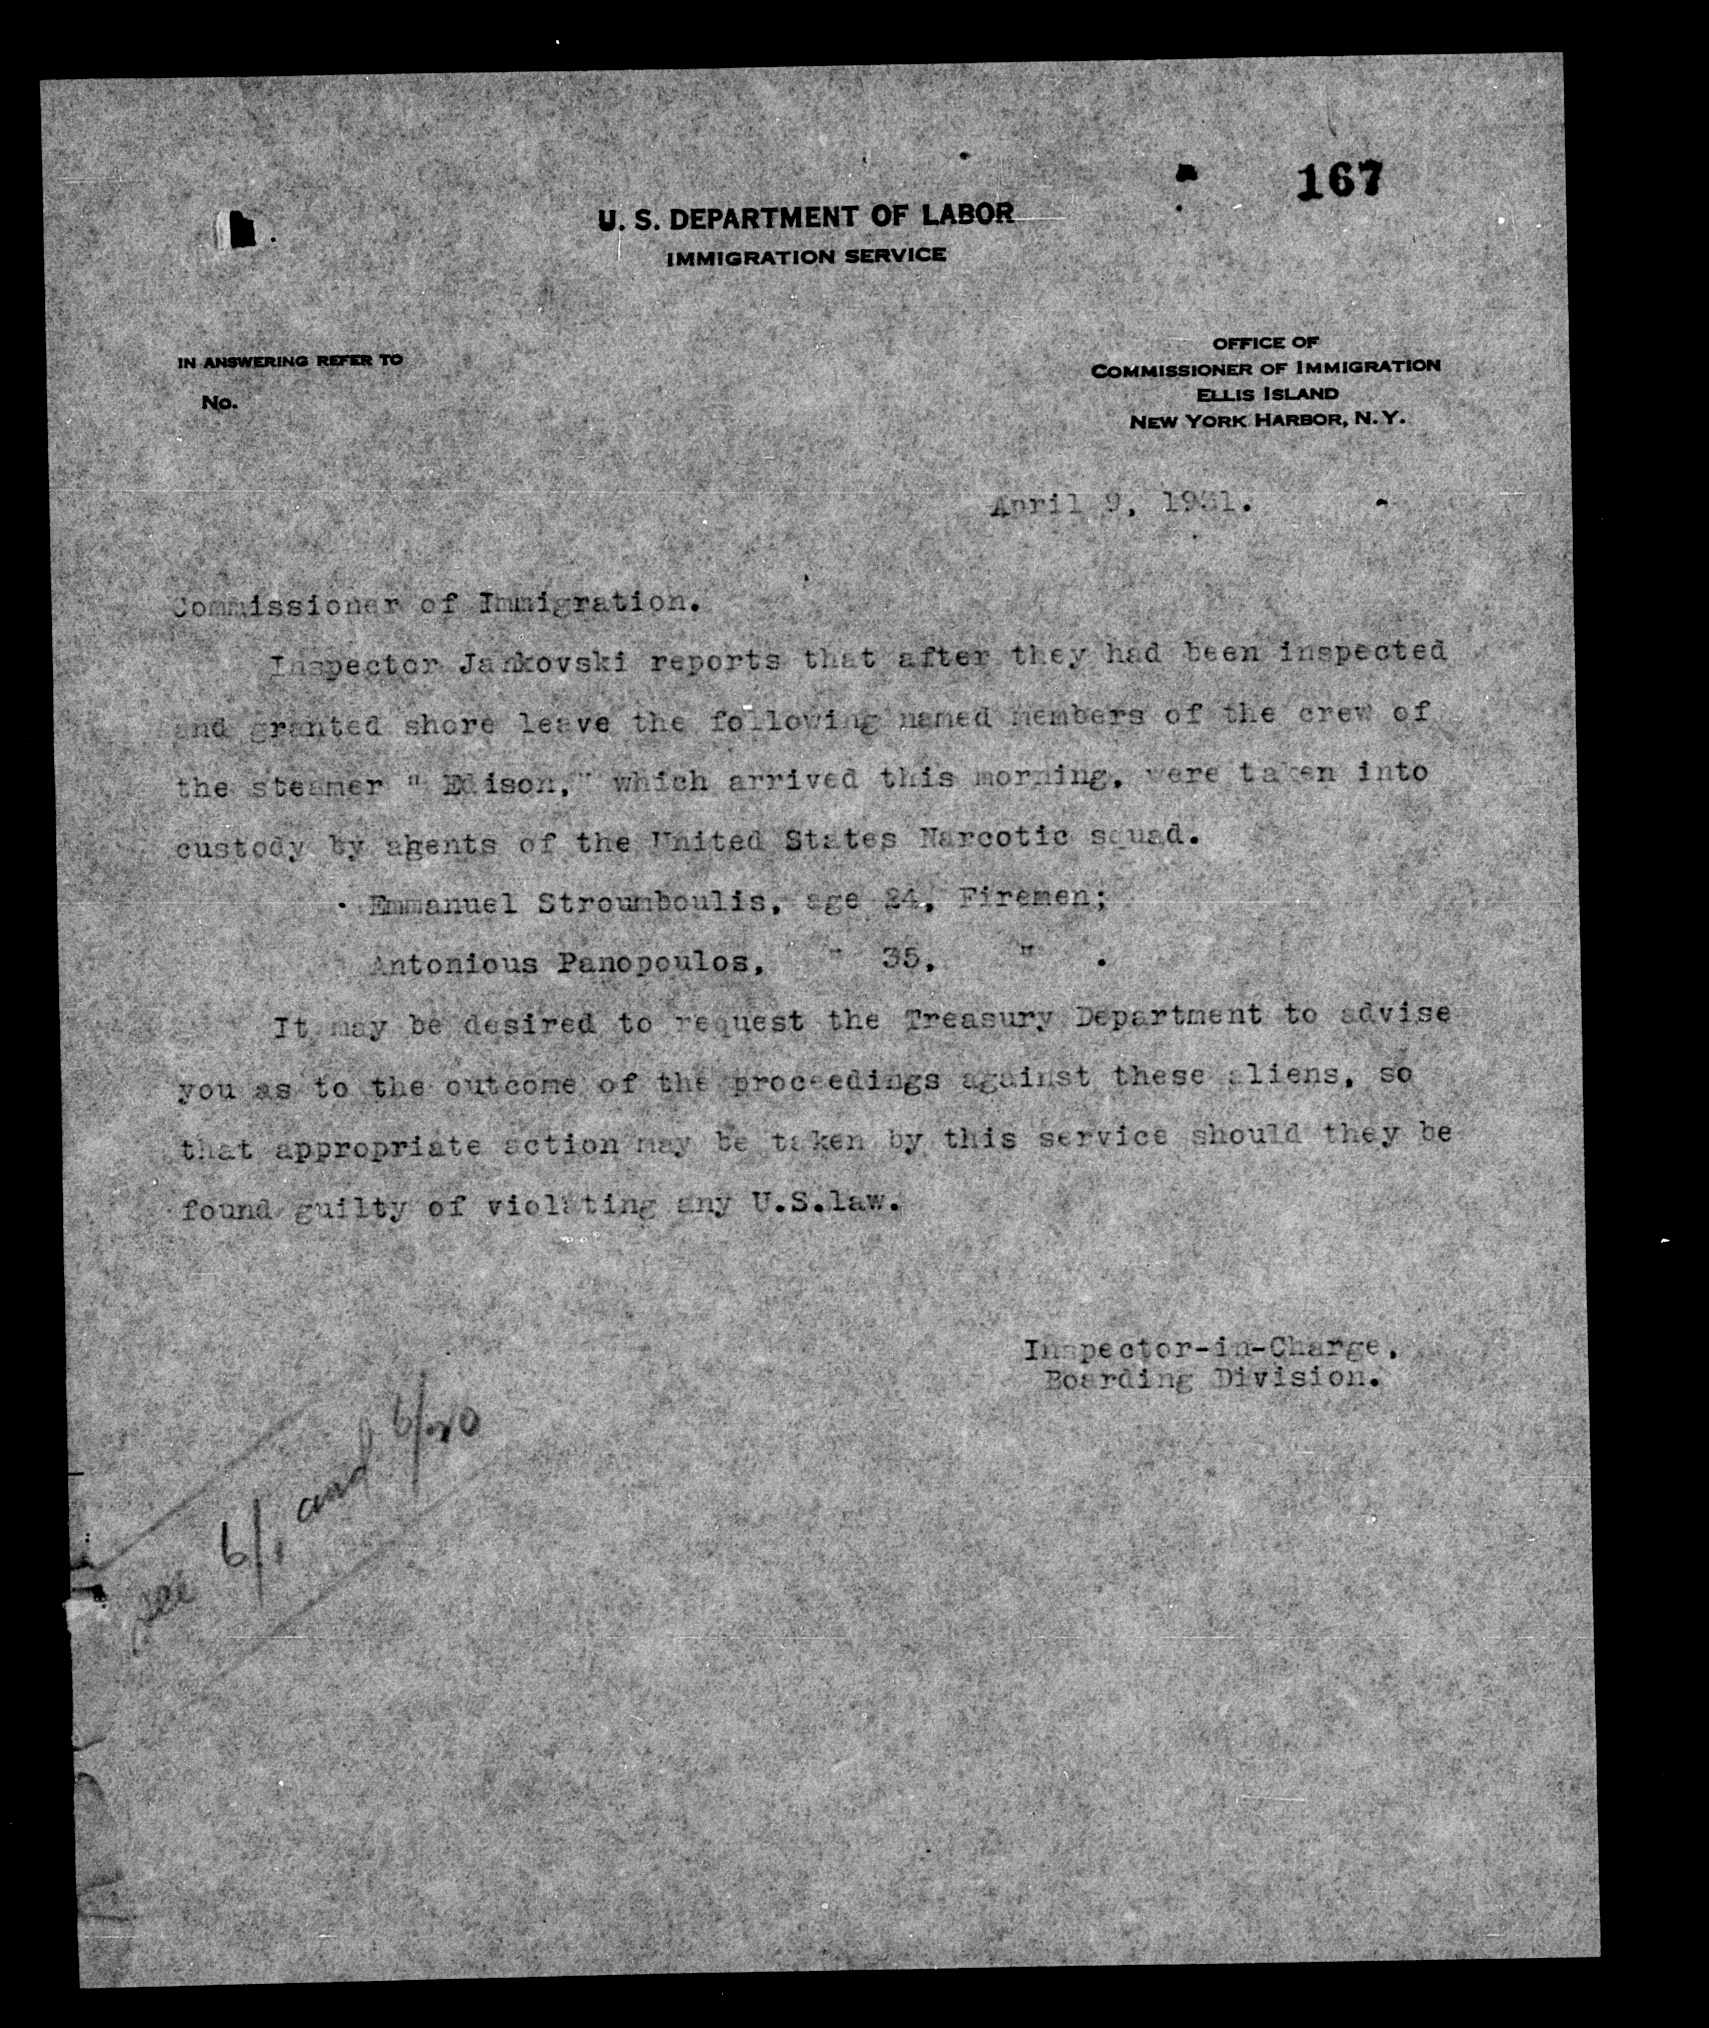 167
U. S. DEPARTMENT OF LABOR
IMMIGRATION SERVICE
IN ANSWERING REFER TO
No.
OFFICE OF
COMMISSIONER OF IMMIGRATION
ELLIS ISLAND
NEW YORK HARBOR, N.Y.
April 9, 1931.
Commissioner of Immigration.
Inspector Jankovski reports that after they had been inspected
and granted shore leave the following named members of the crew of
the steamer " Edison," which arrived this morning, were taken into
custody by agents of the United States Narcotic squad.
Emmanuel Stroumboulis, age 24, Firemen;
Antonious Panopoulos, " 35, " .
It may be desired to request the Treasury Department to advise
you as to the outcome of the proceedings against these aliens, so
that appropriate action may be taken by this service should they be
found guilty of violating any U.S.law.
Inspector-in-Charge,
Boarding Division.
see 6/1 and 6/20